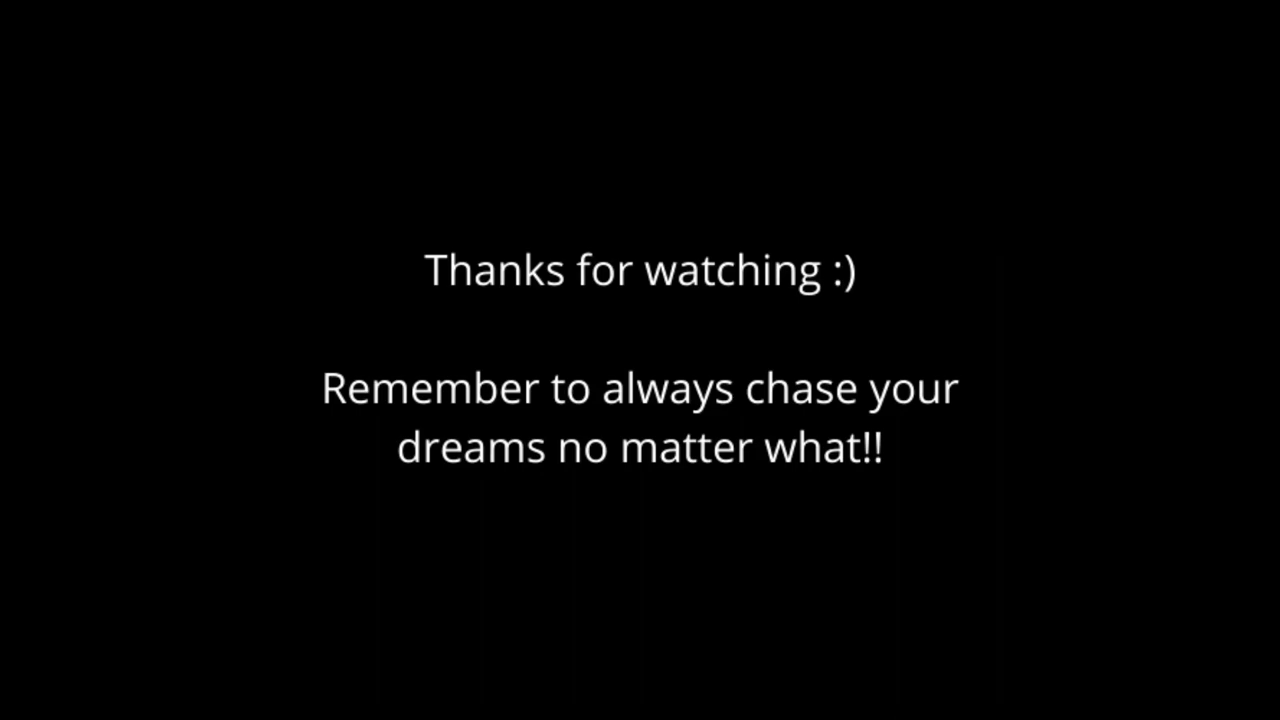 Thanks for watching :)
Remember to always chase your
dreams no matter what!!